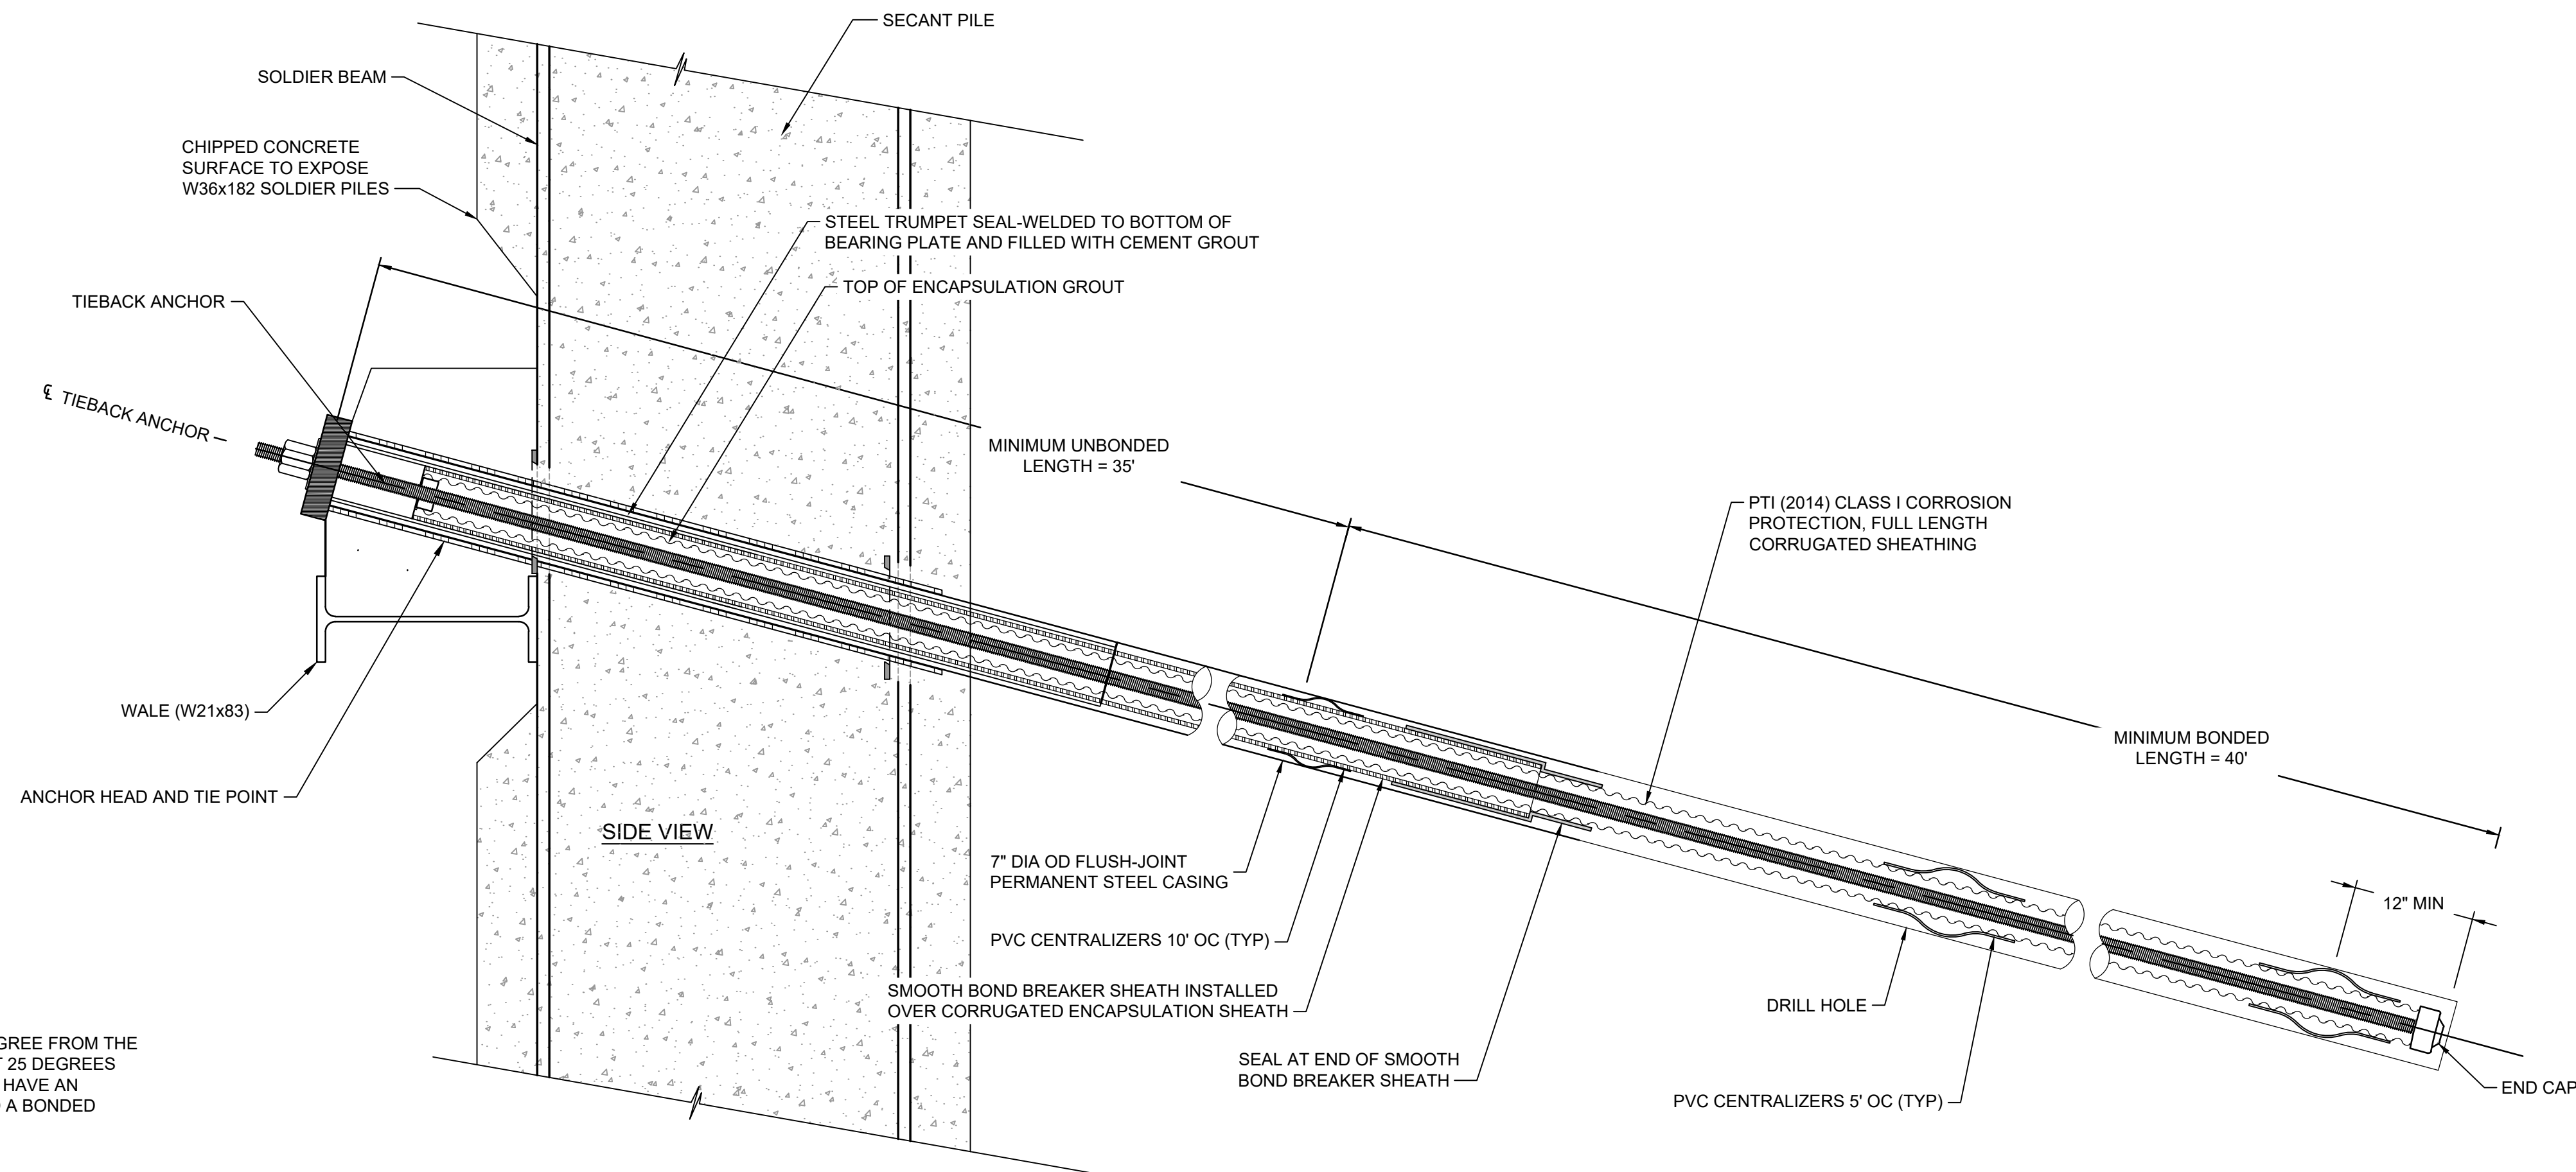 SECANT PILE
SOLDIER BEAM
CHIPPED CONCRETE
SURFACE TO EXPOSE
W36x182 SOLDIER PILES
STEEL TRUMPET SEAL-WELDED TO BOTTOM OF
BEARING PLATE AND FILLED WITH CEMENT GROUT
TOP OF ENCAPSULATION GROUT
TIEBACK ANCHOR
℄ TIEBACK ANCHOR
MINIMUM UNBONDED
LENGTH = 35'
PTI (2014) CLASS I CORROSION
PROTECTION, FULL LENGTH
CORRUGATED SHEATHING
WALE (W21x83)
MINIMUM BONDED
LENGTH = 40'
ANCHOR HEAD AND TIE POINT
SIDE VIEW
7" DIA OD FLUSH-JOINT
PERMANENT STEEL CASING
12" MIN
PVC CENTRALIZERS 10' OC (TYP)
SMOOTH BOND BREAKER SHEATH INSTALLED
OVER CORRUGATED ENCAPSULATION SHEATH
DRILL HOLE
SEAL AT END OF SMOOTH
BOND BREAKER SHEATH
PVC CENTRALIZERS 5' OC (TYP)
END CAP
GREE FROM THE
25 DEGREES
HAVE AN
A BONDED